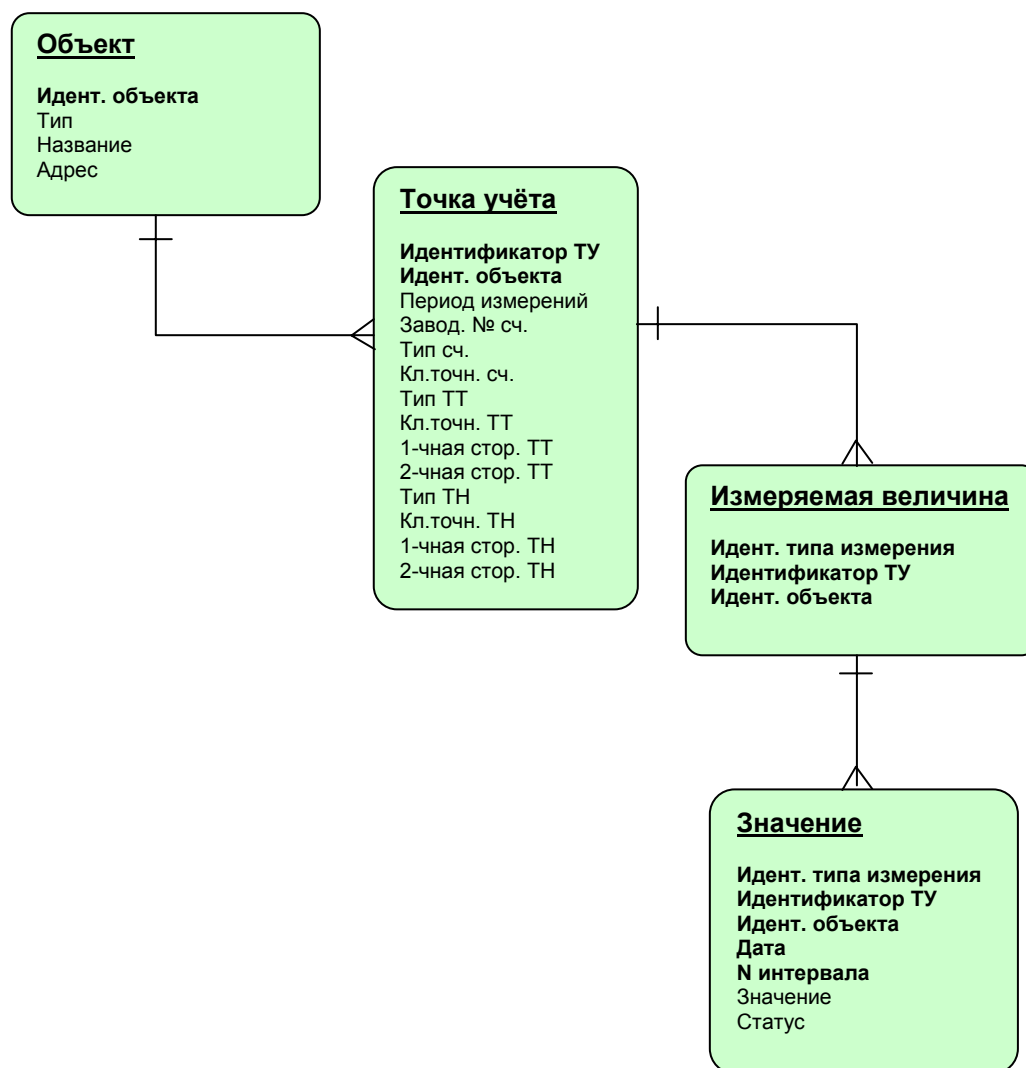 Объект
Идент. объекта
Тип
Название
Адрес
Точка учёта
Идентификатор ТУ
Идент. объекта
Период измерений
Завод. № сч.
Тип сч.
Кл.точн. сч.
Тип ТТ
Кл.точн. ТТ
1-чная стор. ТТ
2-чная стор. ТТ
Тип ТН
Кл.точн. ТН
1-чная стор. ТН
2-чная стор. ТН
Измеряемая величина
Идент. типа измерения
Идентификатор ТУ
Идент. объекта
Значение
Идент. типа измерения
Идентификатор ТУ
Идент. объекта
Дата
N интервала
Значение
Статус